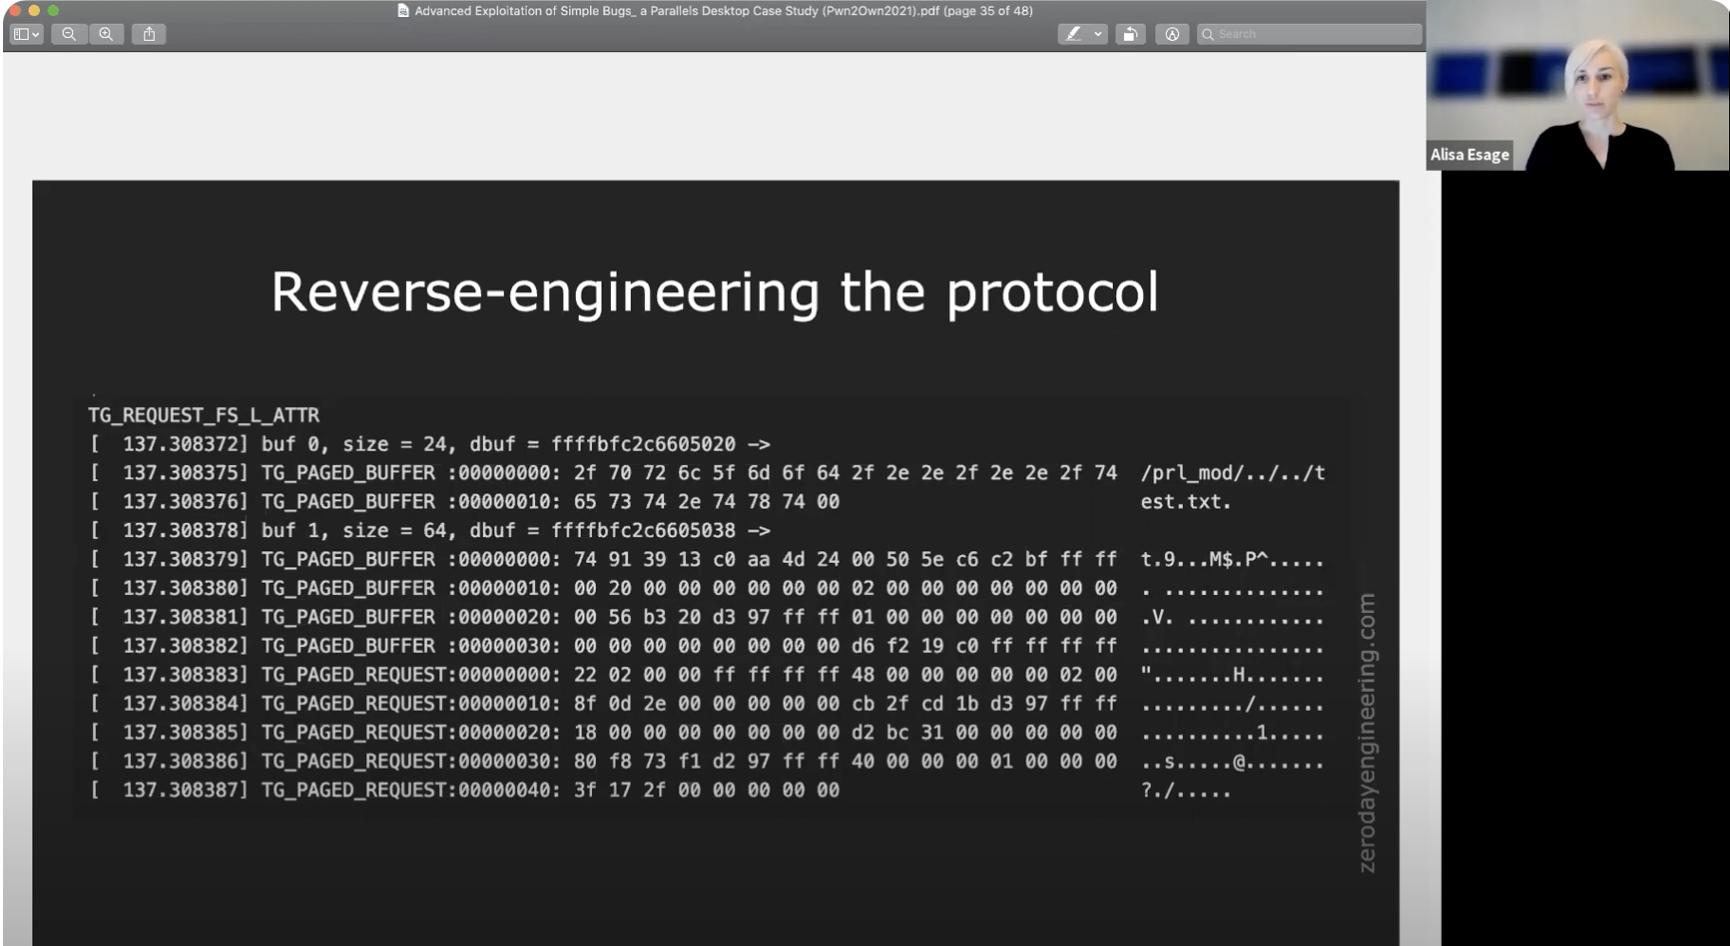 Advanced Exploitation of Simple Bugs_ a Parallels Desktop Case Study (Pwn2Own2021).pdf (page 35 of 48)
Search
Alisa Esage
Reverse-engineering the protocol
TG_REQUEST_FS_L_ATTR
[  137.308372] buf 0, size = 24, dbuf = ffffbfc2c6605020 ->
[  137.308375] TG_PAGED_BUFFER :00000000: 2f 70 72 6c 5f 6d 6f 64 2f 2e 2e 2f 2e 2e 2f 74  /prl_mod/../../t
[  137.308376] TG_PAGED_BUFFER :00000010: 65 73 74 2e 74 78 74 00  est.txt.
[  137.308378] buf 1, size = 64, dbuf = ffffbfc2c6605038 ->
[  137.308379] TG_PAGED_BUFFER :00000000: 74 91 39 13 c0 aa 4d 24 00 50 5e c6 c2 bf ff ff  t.9...M$.P^.....
[  137.308380] TG_PAGED_BUFFER :00000010: 00 20 00 00 00 00 00 00 02 00 00 00 00 00 00 00  . ..............
[  137.308381] TG_PAGED_BUFFER :00000020: 00 56 b3 20 d3 97 ff ff 01 00 00 00 00 00 00 00  .V. ............
[  137.308382] TG_PAGED_BUFFER :00000030: 00 00 00 00 00 00 00 00 d6 f2 19 c0 ff ff ff ff  ................
[  137.308383] TG_PAGED_REQUEST:00000000: 22 02 00 00 ff ff ff ff 48 00 00 00 00 00 02 00  ".......H.......
[  137.308384] TG_PAGED_REQUEST:00000010: 8f 0d 2e 00 00 00 00 00 cb 2f cd 1b d3 97 ff ff  ........./......
[  137.308385] TG_PAGED_REQUEST:00000020: 18 00 00 00 00 00 00 00 d2 bc 31 00 00 00 00 00  ..........1.....
[  137.308386] TG_PAGED_REQUEST:00000030: 80 f8 73 f1 d2 97 ff ff 40 00 00 00 01 00 00 00  ..s.....@.......
[  137.308387] TG_PAGED_REQUEST:00000040: 3f 17 2f 00 00 00 00 00  ?./.....
zerodayengineering.com